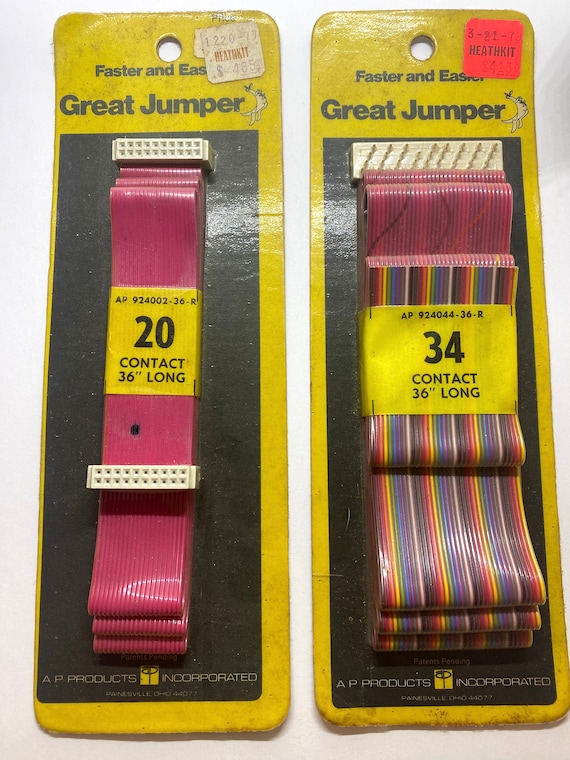 HEATHKIT
Faster and Easier
Great Jumper
AP 924002-36-R
20
CONTACT
36" LONG
Patents Pending
A P PRODUCTS INCORPORATED
PAINESVILLE, OHIO 44077
HEATHKIT
Faster and Easier
Great Jumper
AP 924044-36-R
34
CONTACT
36" LONG
Patents Pending
A P PRODUCTS INCORPORATED
PAINESVILLE, OHIO 44077